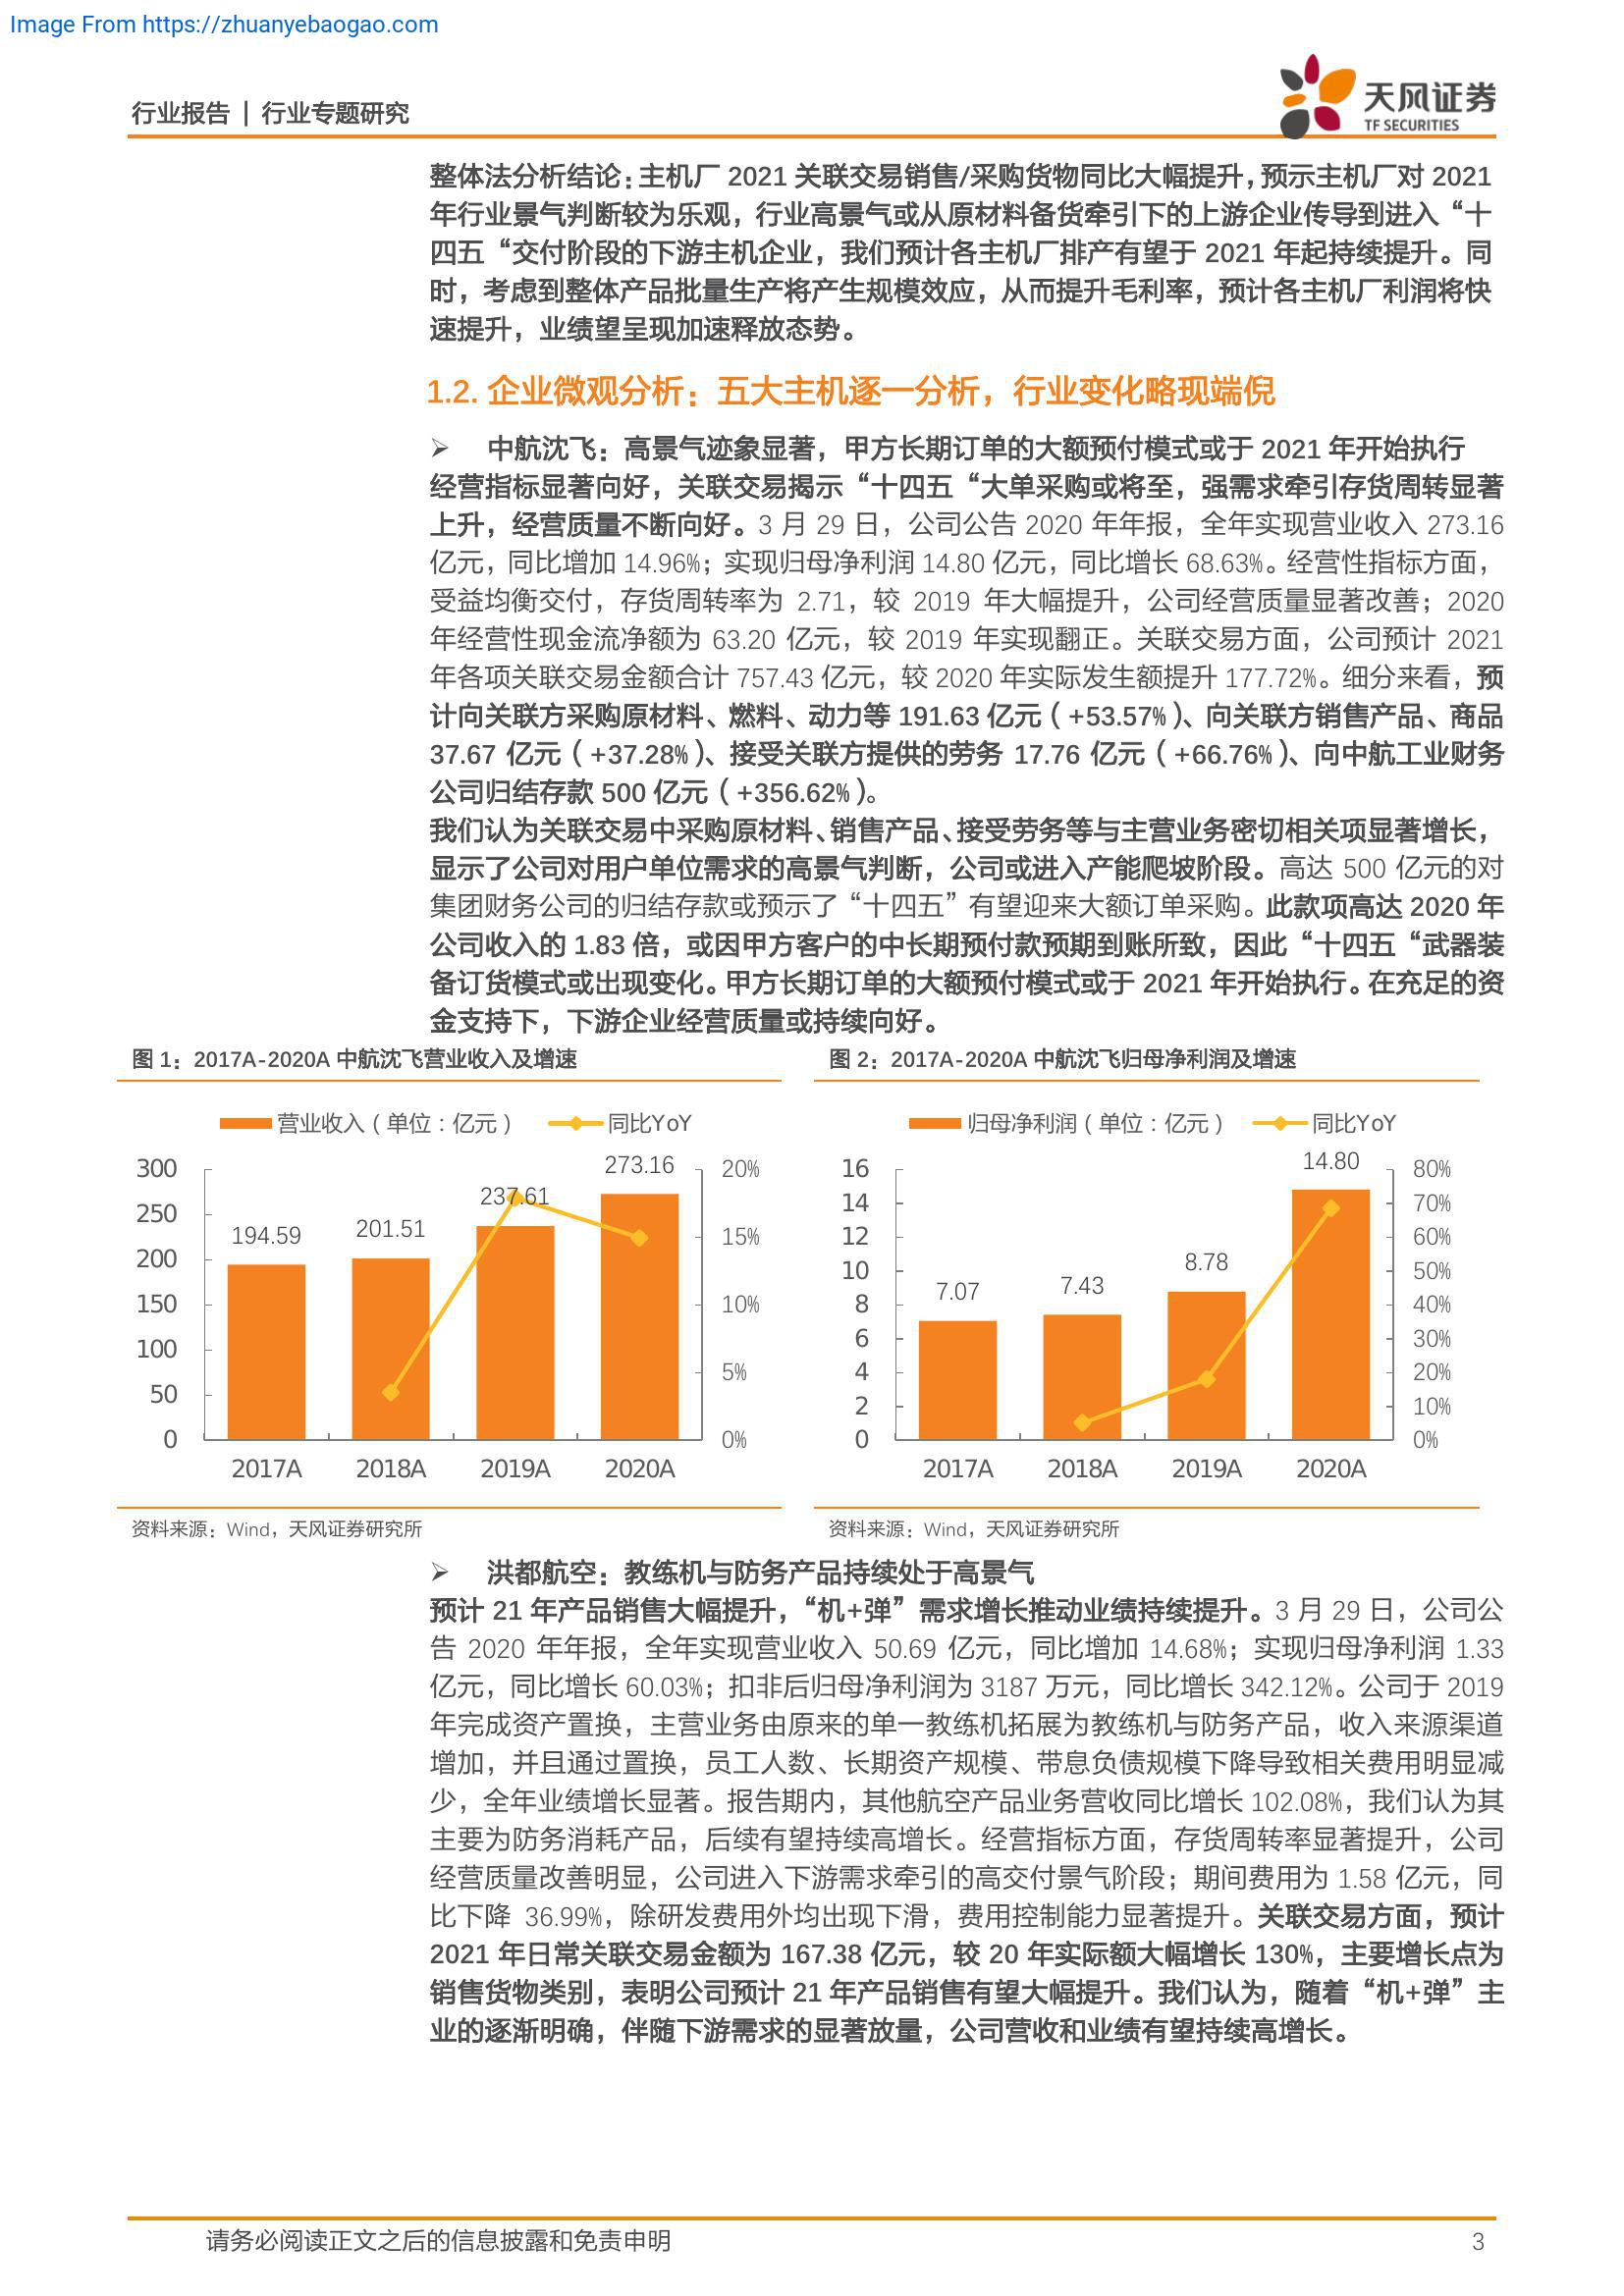 Image From https://zhuanyebaogao.com
行业报告 | 行业专题研究
天风证券
TF SECURITIES
整体法分析结论：主机厂 2021 关联交易销售/采购货物同比大幅提升，预示主机厂对 2021
年行业景气判断较为乐观，行业高景气或从原材料备货牵引下的上游企业传导到进入“十
四五“交付阶段的下游主机企业，我们预计各主机厂排产有望于 2021 年起持续提升。同
时，考虑到整体产品批量生产将产生规模效应，从而提升毛利率，预计各主机厂利润将快
速提升，业绩望呈现加速释放态势。
1.2. 企业微观分析：五大主机逐一分析，行业变化略现端倪
➢ 中航沈飞：高景气迹象显著，甲方长期订单的大额预付模式或于 2021 年开始执行
经营指标显著向好，关联交易揭示“十四五“大单采购或将至，强需求牵引存货周转显著
上升，经营质量不断向好。3 月 29 日，公司公告 2020 年年报，全年实现营业收入 273.16
亿元，同比增加 14.96%；实现归母净利润 14.80 亿元，同比增长 68.63%。经营性指标方面，
受益均衡交付，存货周转率为 2.71，较 2019 年大幅提升，公司经营质量显著改善；2020
年经营性现金流净额为 63.20 亿元，较 2019 年实现翻正。关联交易方面，公司预计 2021
年各项关联交易金额合计 757.43 亿元，较 2020 年实际发生额提升 177.72%。细分来看，预
计向关联方采购原材料、燃料、动力等 191.63 亿元（+53.57%）、向关联方销售产品、商品
37.67 亿元（+37.28%）、接受关联方提供的劳务 17.76 亿元（+66.76%）、向中航工业财务
公司归结存款 500 亿元（+356.62%）。
我们认为关联交易中采购原材料、销售产品、接受劳务等与主营业务密切相关项显著增长，
显示了公司对用户单位需求的高景气判断，公司或进入产能爬坡阶段。高达 500 亿元的对
集团财务公司的归结存款或预示了“十四五”有望迎来大额订单采购。此款项高达 2020 年
公司收入的 1.83 倍，或因甲方客户的中长期预付款预期到账所致，因此“十四五“武器装
备订货模式或出现变化。甲方长期订单的大额预付模式或于 2021 年开始执行。在充足的资
金支持下，下游企业经营质量或持续向好。
图 1：2017A-2020A 中航沈飞营业收入及增速
营业收入（单位：亿元） 同比YoY
300
250
200
150
100
50
0
194.59
201.51
237.61
273.16
20%
15%
10%
5%
0%
2017A 2018A 2019A 2020A
资料来源：Wind，天风证券研究所
图 2：2017A-2020A 中航沈飞归母净利润及增速
归母净利润（单位：亿元） 同比YoY
16
14
12
10
8
6
4
2
0
7.07
7.43
8.78
14.80
80%
70%
60%
50%
40%
30%
20%
10%
0%
2017A 2018A 2019A 2020A
资料来源：Wind，天风证券研究所
➢ 洪都航空：教练机与防务产品持续处于高景气
预计 21 年产品销售大幅提升，“机+弹”需求增长推动业绩持续提升。3 月 29 日，公司公
告 2020 年年报，全年实现营业收入 50.69 亿元，同比增加 14.68%；实现归母净利润 1.33
亿元，同比增长 60.03%；扣非后归母净利润为 3187 万元，同比增长 342.12%。公司于 2019
年完成资产置换，主营业务由原来的单一教练机拓展为教练机与防务产品，收入来源渠道
增加，并且通过置换，员工人数、长期资产规模、带息负债规模下降导致相关费用明显减
少，全年业绩增长显著。报告期内，其他航空产品业务营收同比增长 102.08%，我们认为其
主要为防务消耗产品，后续有望持续高增长。经营指标方面，存货周转率显著提升，公司
经营质量改善明显，公司进入下游需求牵引的高交付景气阶段；期间费用为 1.58 亿元，同
比下降 36.99%，除研发费用外均出现下滑，费用控制能力显著提升。关联交易方面，预计
2021 年日常关联交易金额为 167.38 亿元，较 20 年实际额大幅增长 130%，主要增长点为
销售货物类别，表明公司预计 21 年产品销售有望大幅提升。我们认为，随着“机+弹”主
业的逐渐明确，伴随下游需求的显著放量，公司营收和业绩有望持续高增长。
请务必阅读正文之后的信息披露和免责申明
3